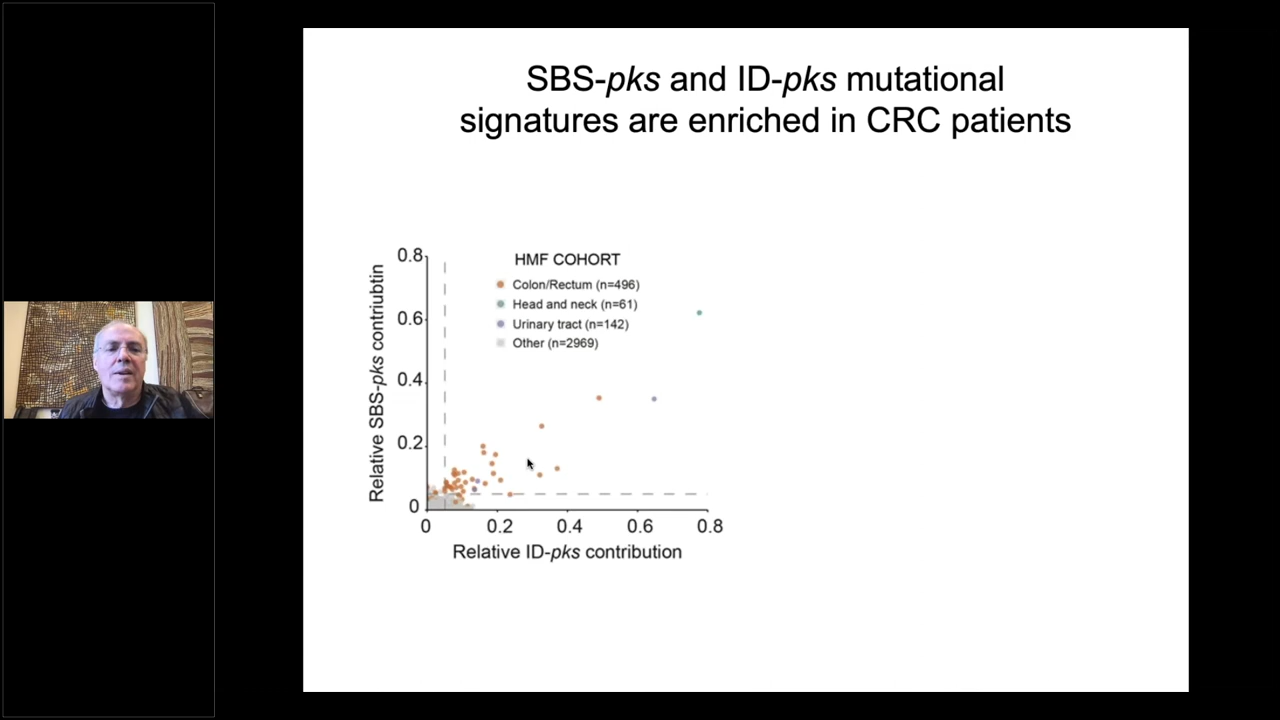 SBS-pks and ID-pks mutational
signatures are enriched in CRC patients
HMF COHORT
Colon/Rectum (n=496)
Head and neck (n=61)
Urinary tract (n=142)
Other (n=2969)
Relative SBS-pks contriubtin
0.8
0.6
0.4
0.2
0
0
0.2
0.4
0.6
0.8
Relative ID-pks contribution